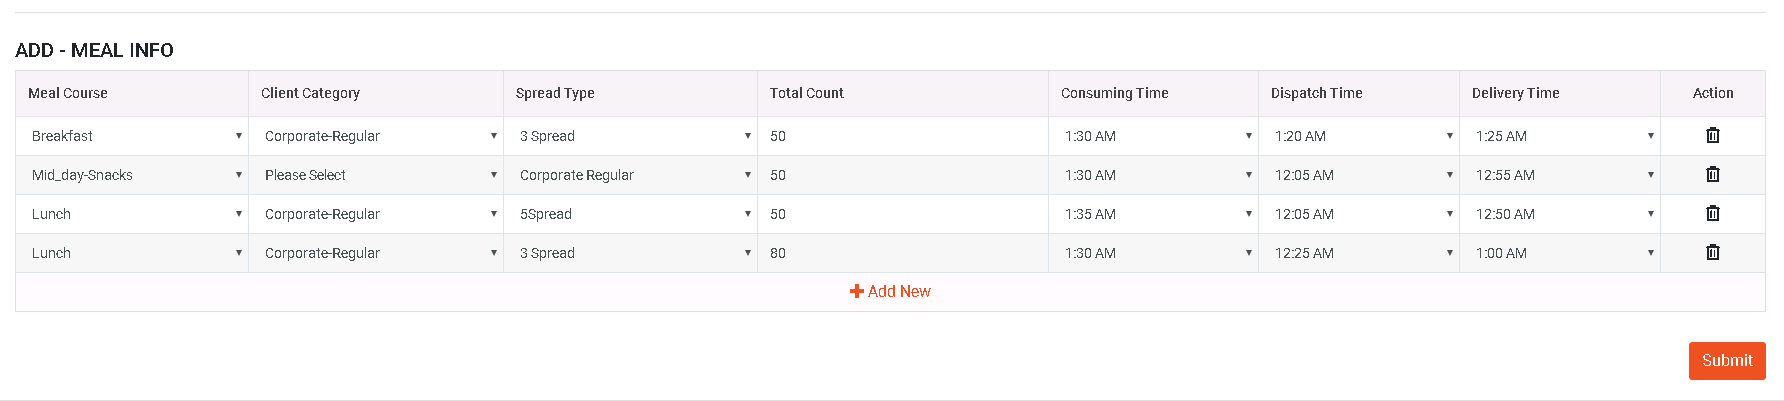 ADD - MEAL INFO
Meal Course Client Category Spread Type Total Count Consuming Time Dispatch Time Delivery Time Action
Breakfast Corporate-Regular 3 Spread 50 1:30 AM 1:20 AM 1:25 AM
Mid_day-Snacks Please Select Corporate Regular 50 1:30 AM 12:05 AM 12:55 AM
Lunch Corporate-Regular 5Spread 50 1:35 AM 12:05 AM 12:50 AM
Lunch Corporate-Regular 3 Spread 80 1:30 AM 12:25 AM 1:00 AM
Add New
Submit